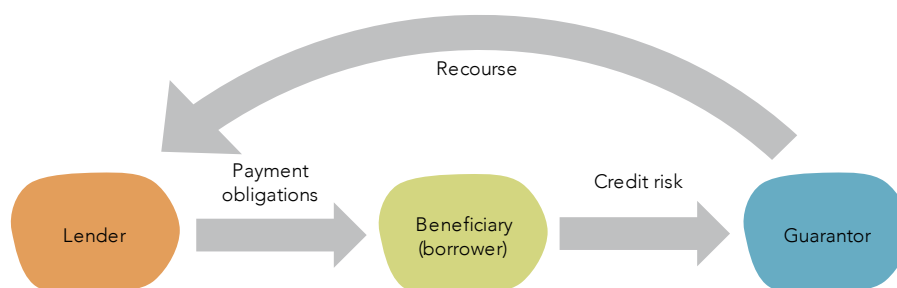 Recourse
Payment
obligations
Credit risk
Lender
Beneficiary
(borrower)
Guarantor